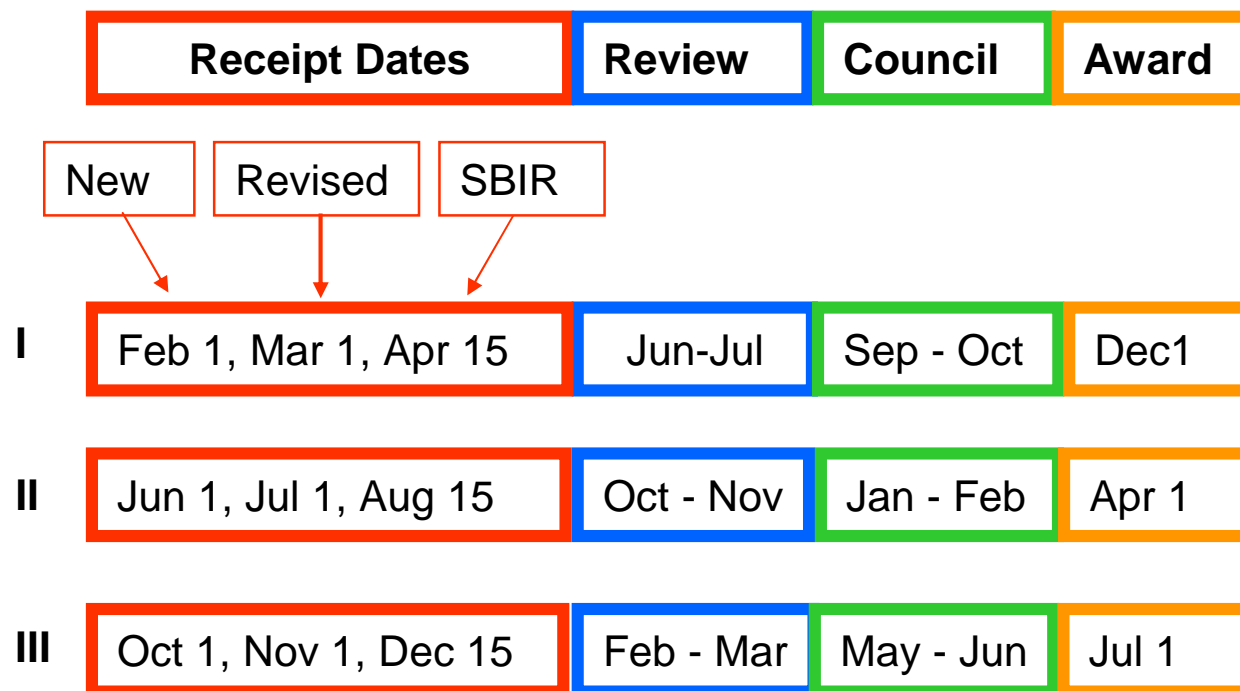 Receipt Dates Review Council Award
New Revised SBIR
I Feb 1, Mar 1, Apr 15 Jun-Jul Sep - Oct Dec1
II Jun 1, Jul 1, Aug 15 Oct - Nov Jan - Feb Apr 1
III Oct 1, Nov 1, Dec 15 Feb - Mar May - Jun Jul 1